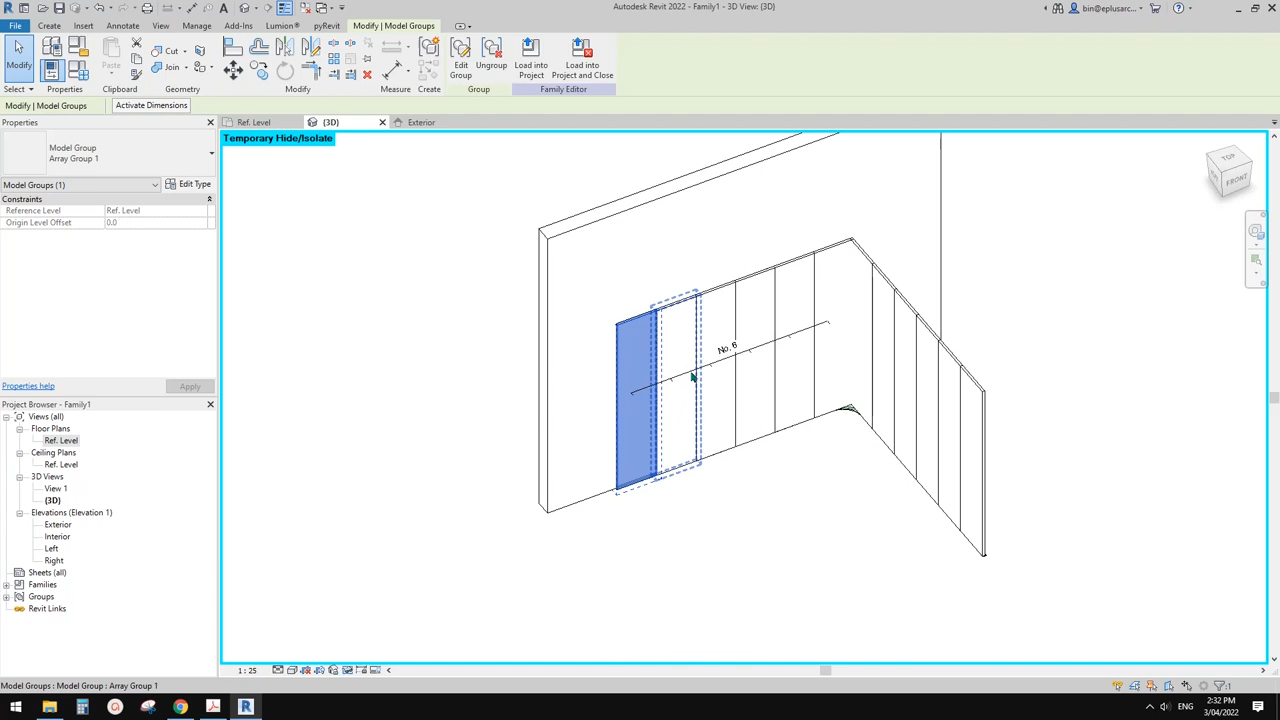 Autodesk Revit 2022 - Family1 - 3D View: {3D}
bin@eplusarc...
File Create Insert Annotate View Manage Add-Ins Lumion® pyRevit Modify | Model Groups
Modify
Paste
Cut
Join
Edit Group
Ungroup
Load into Project
Load into Project and Close
Select Properties Clipboard Geometry Modify Measure Create Group Family Editor
Modify | Model Groups Activate Dimensions
Properties
Ref. Level {3D} Exterior
Temporary Hide/Isolate
Model Group
Array Group 1
Model Groups (1) Edit Type
Constraints
Reference Level Ref. Level
Origin Level Offset 0.0
TOP
FRONT
No. 6
Properties help Apply
Project Browser - Family1
Views (all)
Floor Plans
Ref. Level
Ceiling Plans
Ref. Level
3D Views
View 1
{3D}
Elevations (Elevation 1)
Exterior
Interior
Left
Right
Sheets (all)
Families
Groups
Revit Links
1 : 25
Model Groups : Model Group : Array Group 1
:1
ENG
2:32 PM
3/04/2022